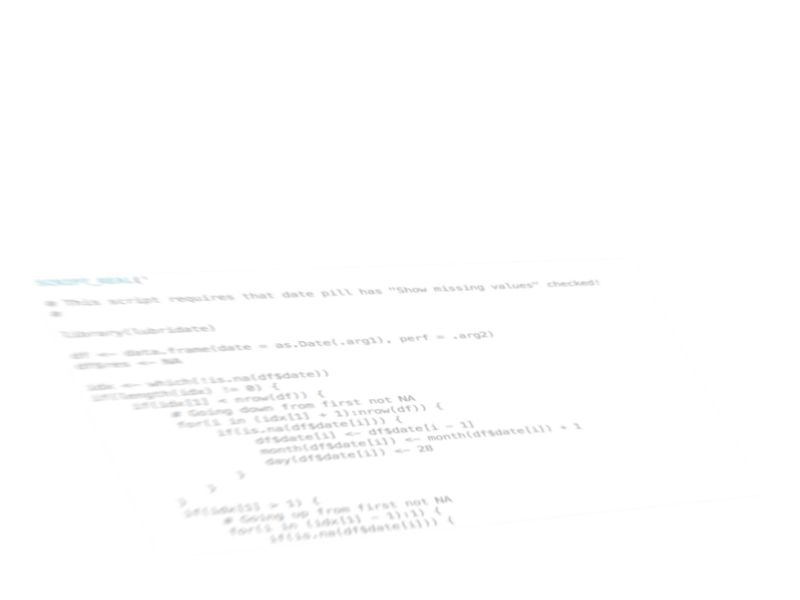 SCRIPT_REAL('
# This script requires that date pill has "Show missing values" checked!
#
library(lubridate)
df <- data.frame(date = as.Date(.arg1), perf = .arg2)
df$res <- NA
idx <- which(!is.na(df$date))
if(length(idx) != 0) {
if(idx[1] < nrow(df)) {
# Going down from first not NA
for(i in (idx[1] + 1):nrow(df)) {
if(is.na(df$date[i])) {
df$date[i] <- df$date[i - 1]
month(df$date[i]) <- month(df$date[i]) + 1
day(df$date[i]) <- 28
}
}
}
if(idx[1] > 1) {
# Going up from first not NA
for(i in (idx[1] - 1):1) {
if(is.na(df$date[i])) {